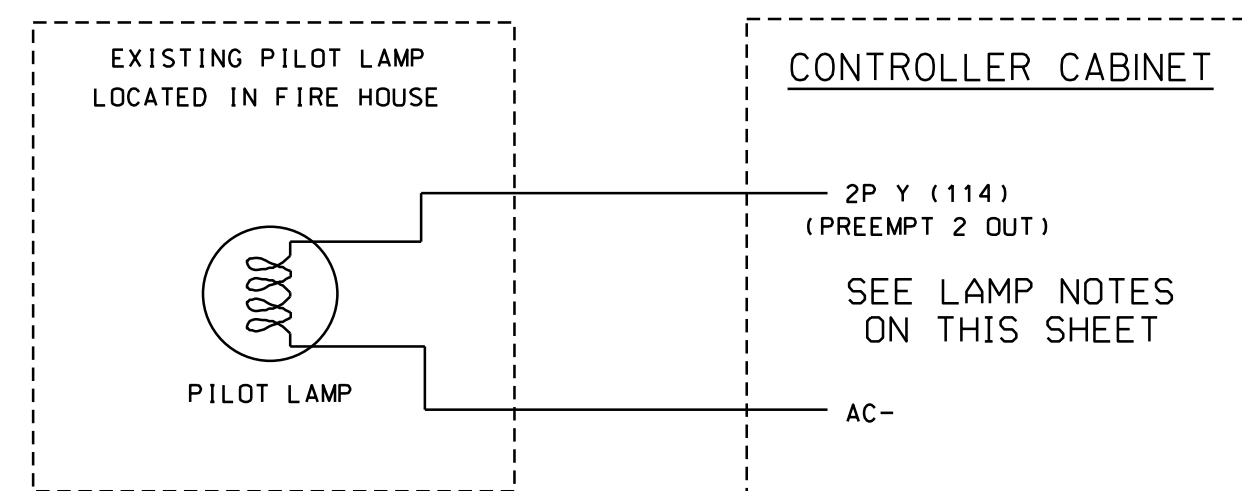 EXISTING PILOT LAMP
LOCATED IN FIRE HOUSE
PILOT LAMP
CONTROLLER CABINET
2P Y (114)
(PREEMPT 2 OUT)
SEE LAMP NOTES
ON THIS SHEET
AC-